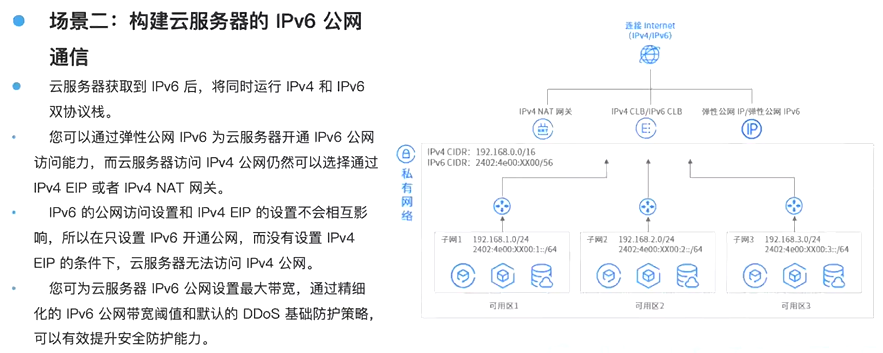 场景二：构建云服务器的 IPv6 公网
通信
云服务器获取到 IPv6 后，将同时运行 IPv4 和 IPv6
双协议栈。
您可以通过弹性公网 IPv6 为云服务器开通 IPv6 公网
访问能力，而云服务器访问 IPv4 公网仍然可以选择通过
IPv4 EIP 或者 IPv4 NAT 网关。
IPv6 的公网访问设置和 IPv4 EIP 的设置不会相互影
响，所以在只设置 IPv6 开通公网，而没有设置 IPv4
EIP 的条件下，云服务器无法访问 IPv4 公网。
您可为云服务器 IPv6 公网设置最大带宽，通过精细
化的 IPv6 公网带宽阈值和默认的 DDoS 基础防护策略，
可以有效提升安全防护能力。
连接 Internet
(IPv4/IPv6)
IPv4 NAT 网关
IPv4 CLB/IPv6 CLB
弹性公网 IP/弹性公网 IPv6
NAT
IP
私有网络
IPv4 CIDR：192.168.0.0/16
IPv6 CIDR：2402:4e00:XX00/56
子网1 192.168.1.0/24
2402:4e00:XX00:1::/64
可用区1
子网2 192.168.2.0/24
2402:4e00:XX00:2::/64
可用区2
子网3 192.168.3.0/24
2402:4e00:XX00:3::/64
可用区3